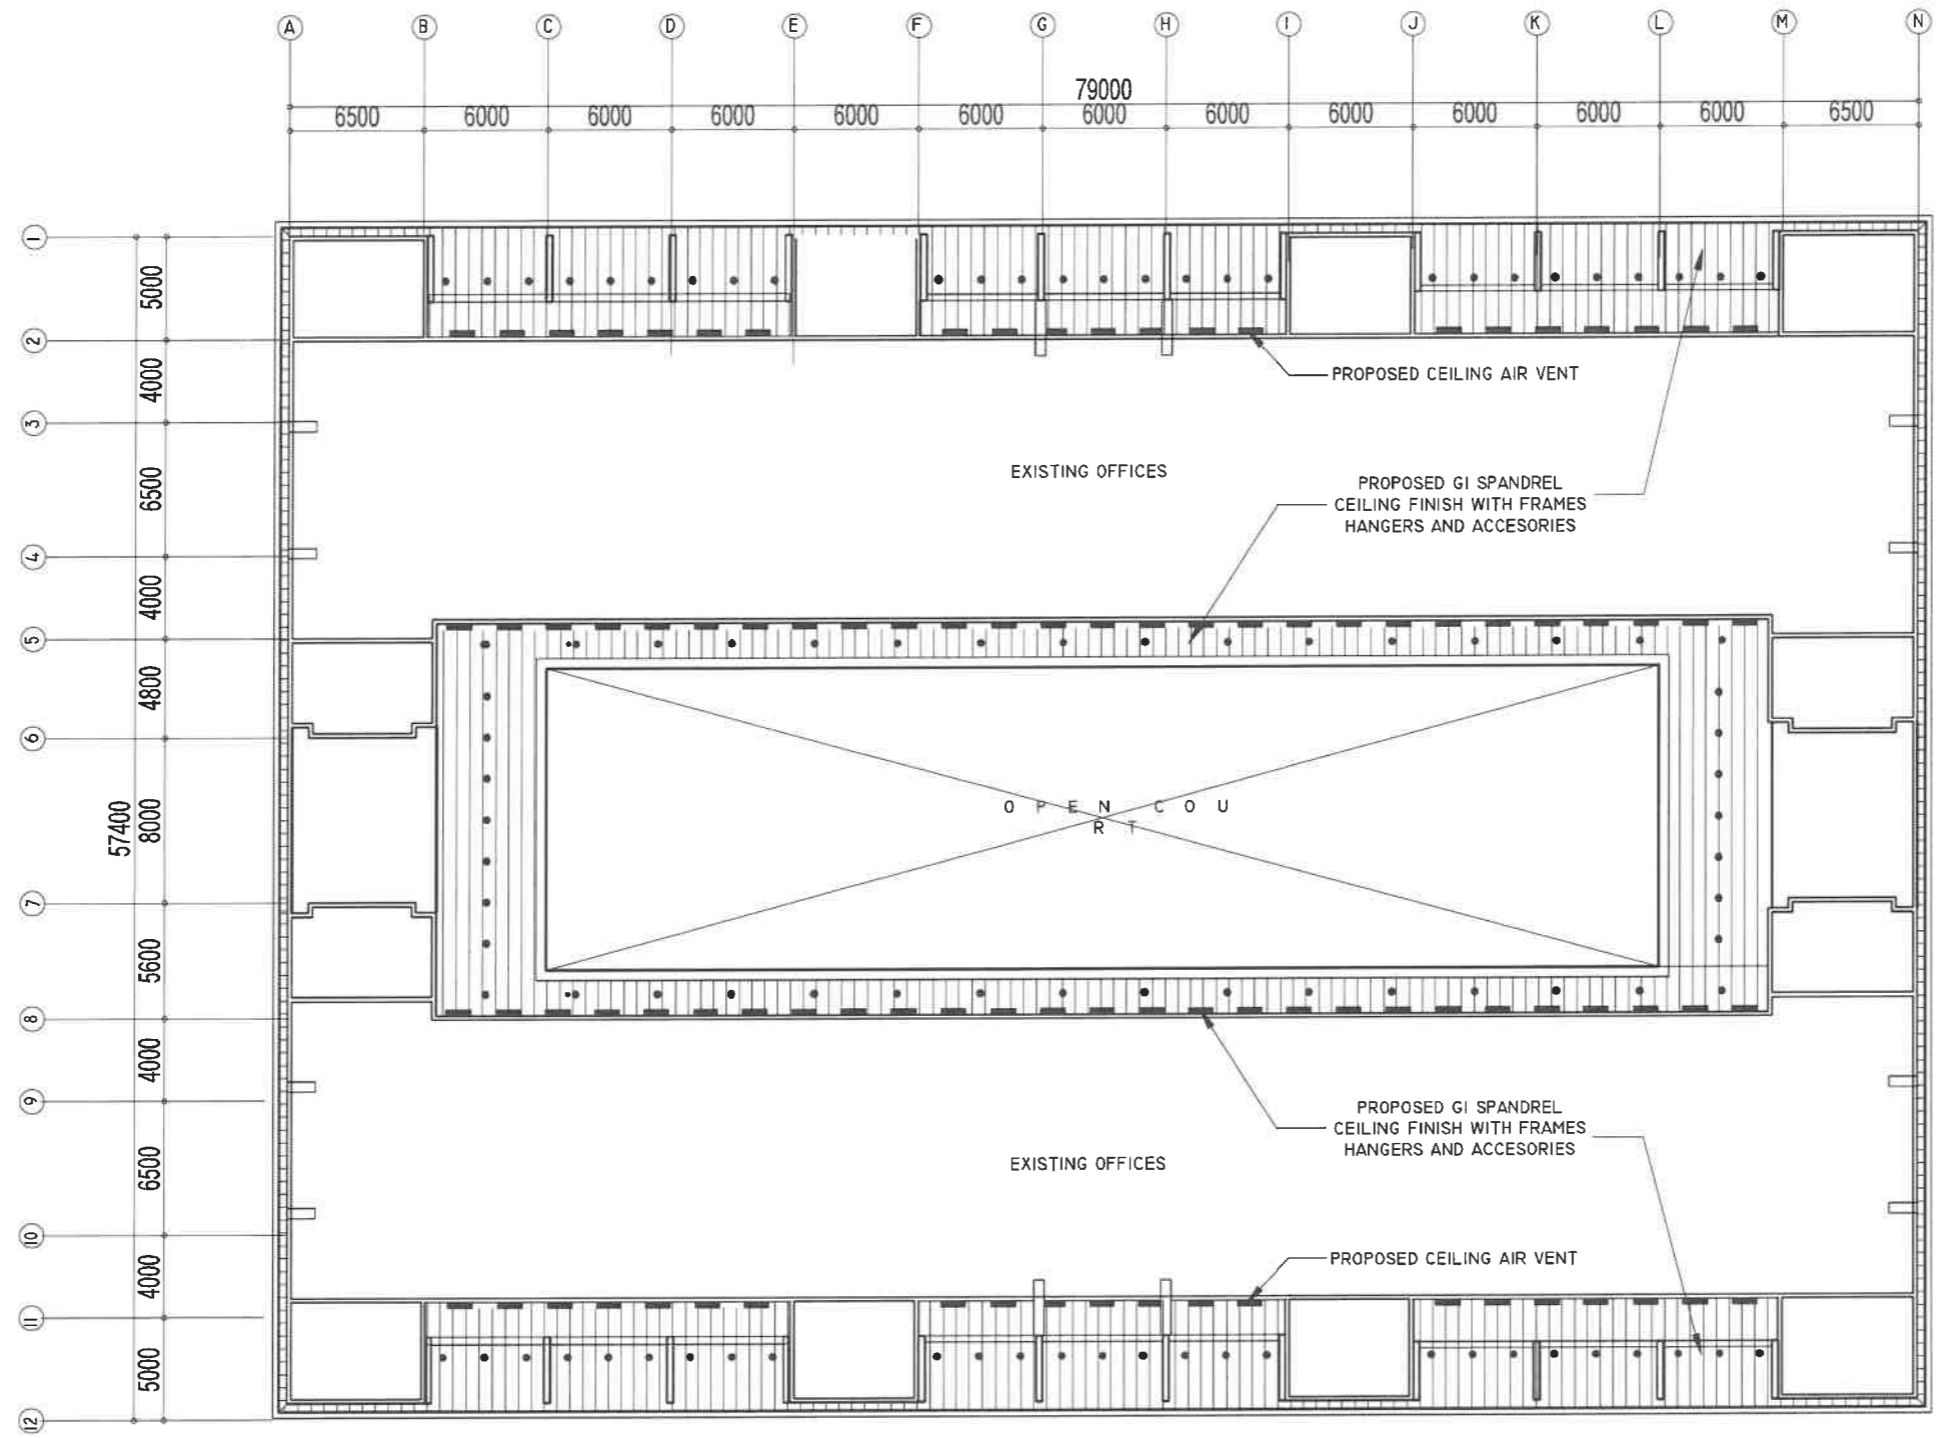 A B C D E F G H I J K L M N
79000
6500 6000 6000 6000 6000 6000 6000 6000 6000 6000 6000 6000 6500
1
5000
2
4000
PROPOSED CEILING AIR VENT
3
6500
EXISTING OFFICES
PROPOSED GI SPANDREL
CEILING FINISH WITH FRAMES
HANGERS AND ACCESORIES
4
4000
5
4800
6
57400
8000
OPEN COU
RT
7
5600
8
4000
9
PROPOSED GI SPANDREL
CEILING FINISH WITH FRAMES
HANGERS AND ACCESORIES
6500
EXISTING OFFICES
10
4000
PROPOSED CEILING AIR VENT
11
5000
12